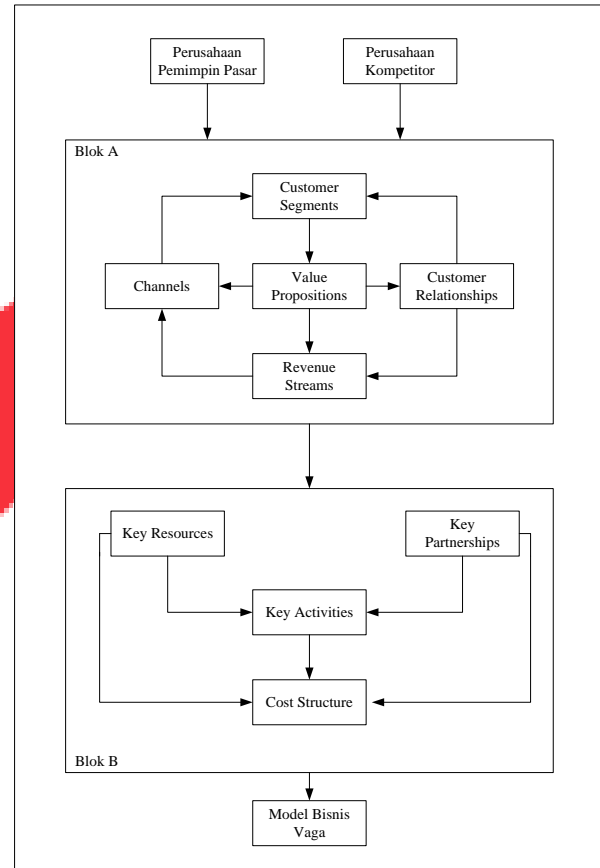 Perusahaan
Pemimpin Pasar
Perusahaan
Kompetitor
Blok A
Customer
Segments
Channels
Value
Propositions
Customer
Relationships
Revenue
Streams
Key Resources
Key
Partnerships
Key Activities
Cost Structure
Blok B
Model Bisnis
Vaga